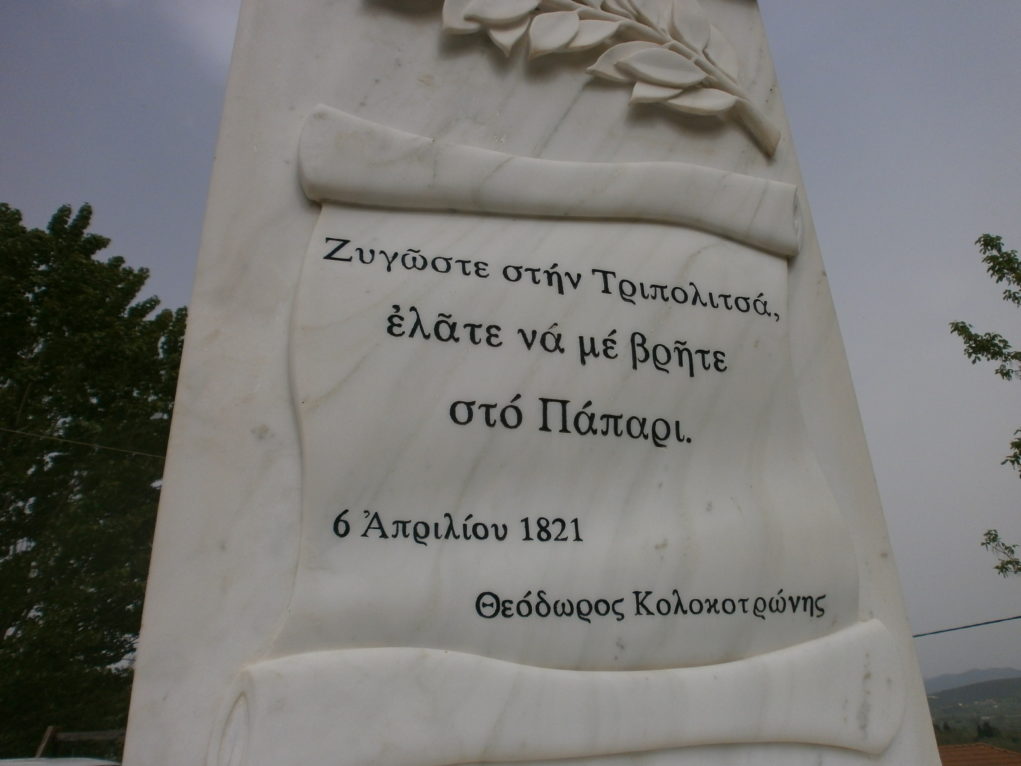 Ζυγῶστε στήν Τριπολιτσά,
ἐλᾶτε νά μέ βρῆτε
στό Πάπαρι.
6 Ἀπριλίου 1821
Θεόδωρος Κολοκοτρώνης